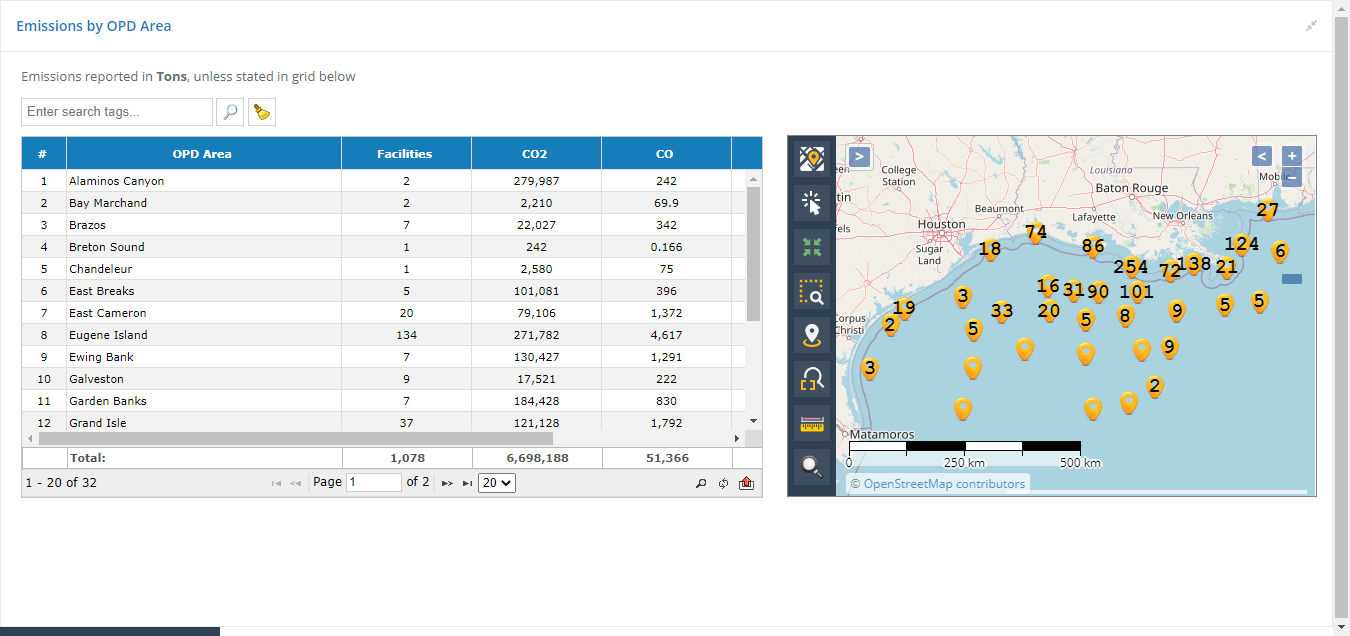 Emissions by OPD Area
Emissions reported in Tons, unless stated in grid below
Enter search tags...
# OPD Area Facilities CO2 CO
1 Alaminos Canyon 2 279,987 242
2 Bay Marchand 2 2,210 69.9
3 Brazos 7 22,027 342
4 Breton Sound 1 242 0.166
5 Chandeleur 1 2,580 75
6 East Breaks 5 101,081 396
7 East Cameron 20 79,106 1,372
8 Eugene Island 134 271,782 4,617
9 Ewing Bank 7 130,427 1,291
10 Galveston 9 17,521 222
11 Garden Banks 7 184,428 830
12 Grand Isle 37 121,128 1,792
Total: 1,078 6,698,188 51,366
1 - 20 of 32 Page 1 of 2 20
> < +
−
Louisiana
College
Station
Mobile
Baton Rouge
Beaumont
Lafayette
New Orleans
27
Houston
74
18
86
124
6
Sugar
Land
254
72
138
21
16
31
90
101
3
19
33
20
5
8
9
5
5
2
Corpus
Christi
5
9
3
2
Matamoros
0 250 km 500 km
© OpenStreetMap contributors